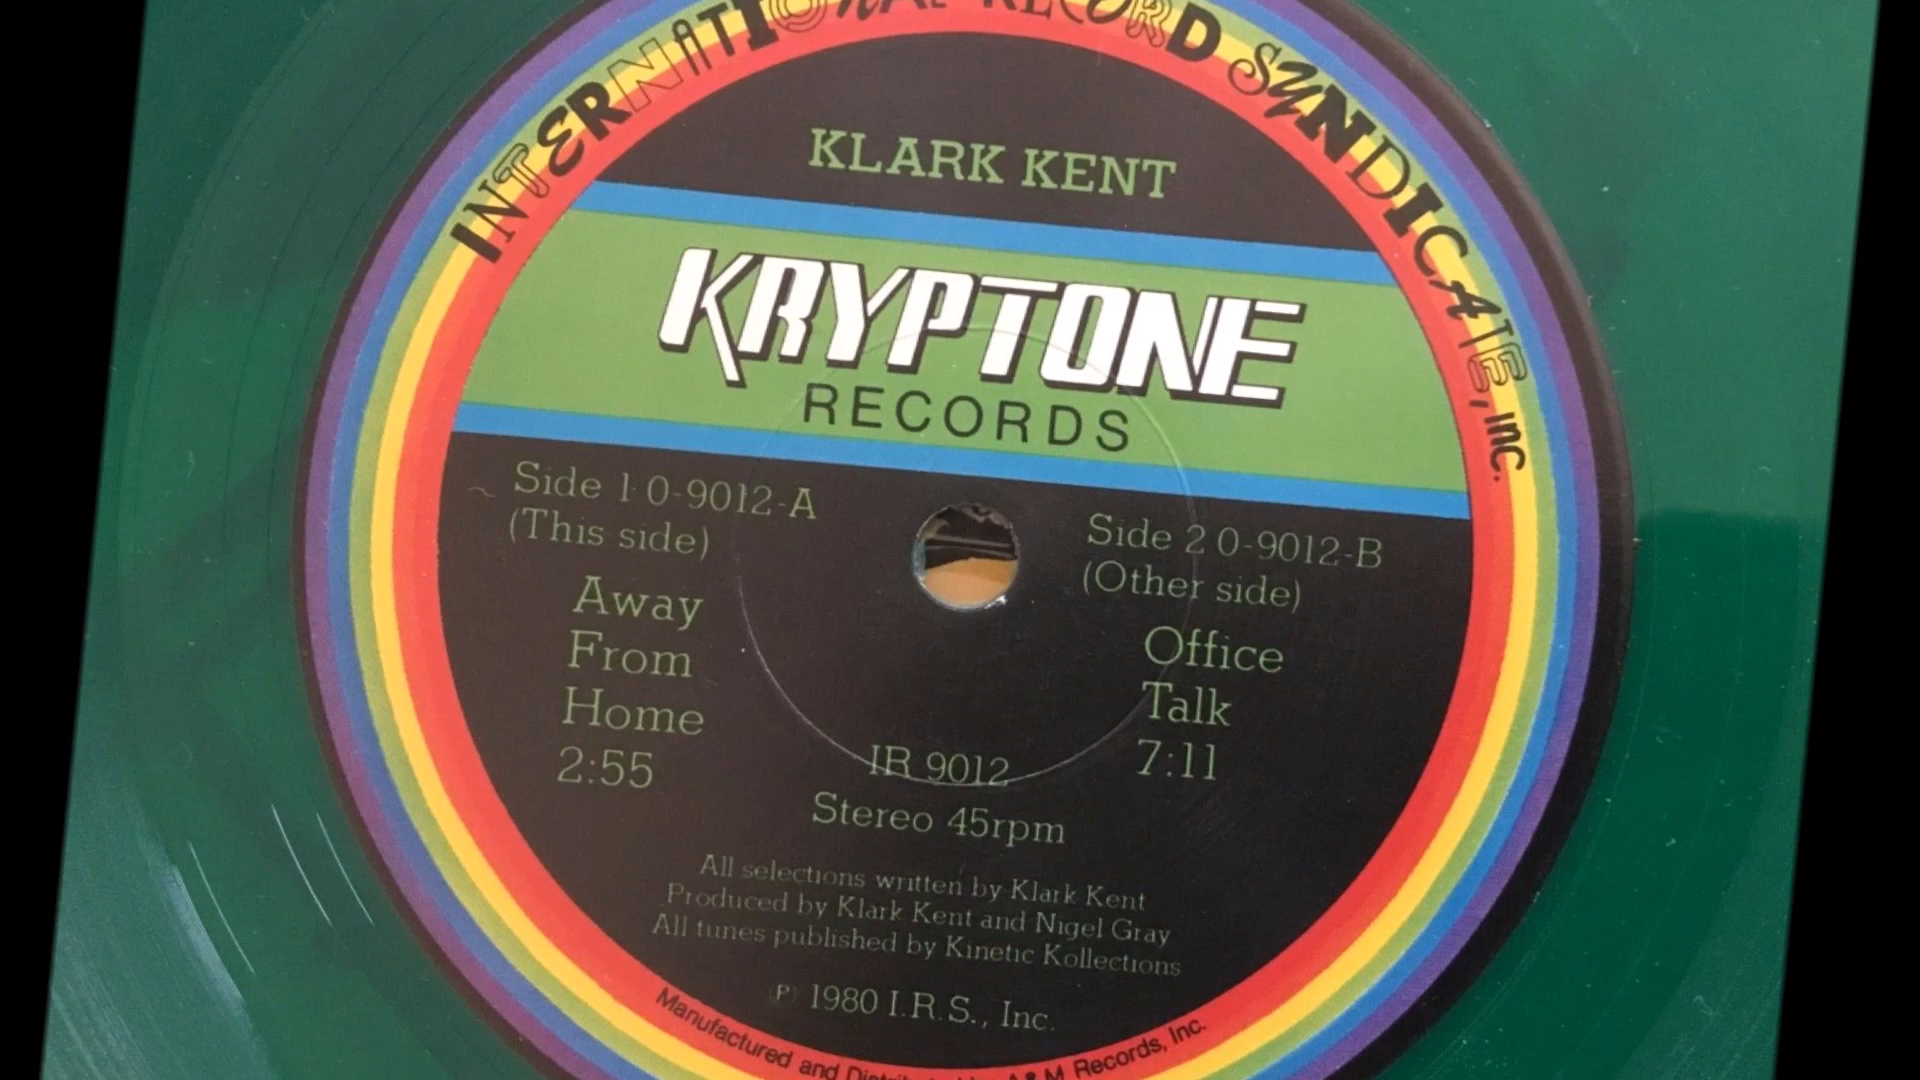 INTERNATIONAL RECORD SYNDICATE, INC.
KLARK KENT
KRYPTONE
RECORDS
Side 1 0-9012-A
(This side)
Away
From
Home
2:55
Side 2 0-9012-B
(Other side)
Office
Talk
7:11
IR 9012
Stereo 45rpm
All selections written by Klark Kent
Produced by Klark Kent and Nigel Gray
All tunes published by Kinetic Kollections
℗ 1980 I.R.S., Inc.
Manufactured and Distributed by A&M Records, Inc.